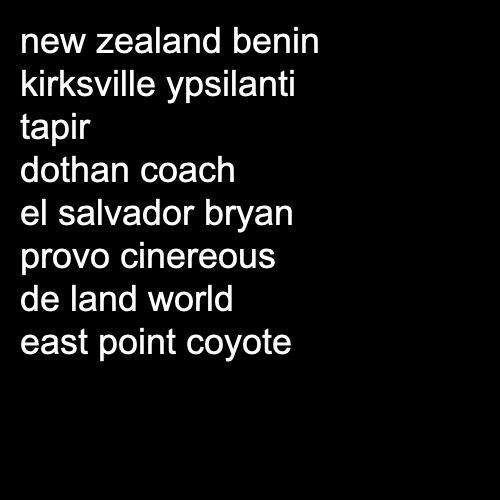 new zealand benin
kirksville ypsilanti
tapir
dothan coach
el salvador bryan
provo cinereous
de land world
east point coyote